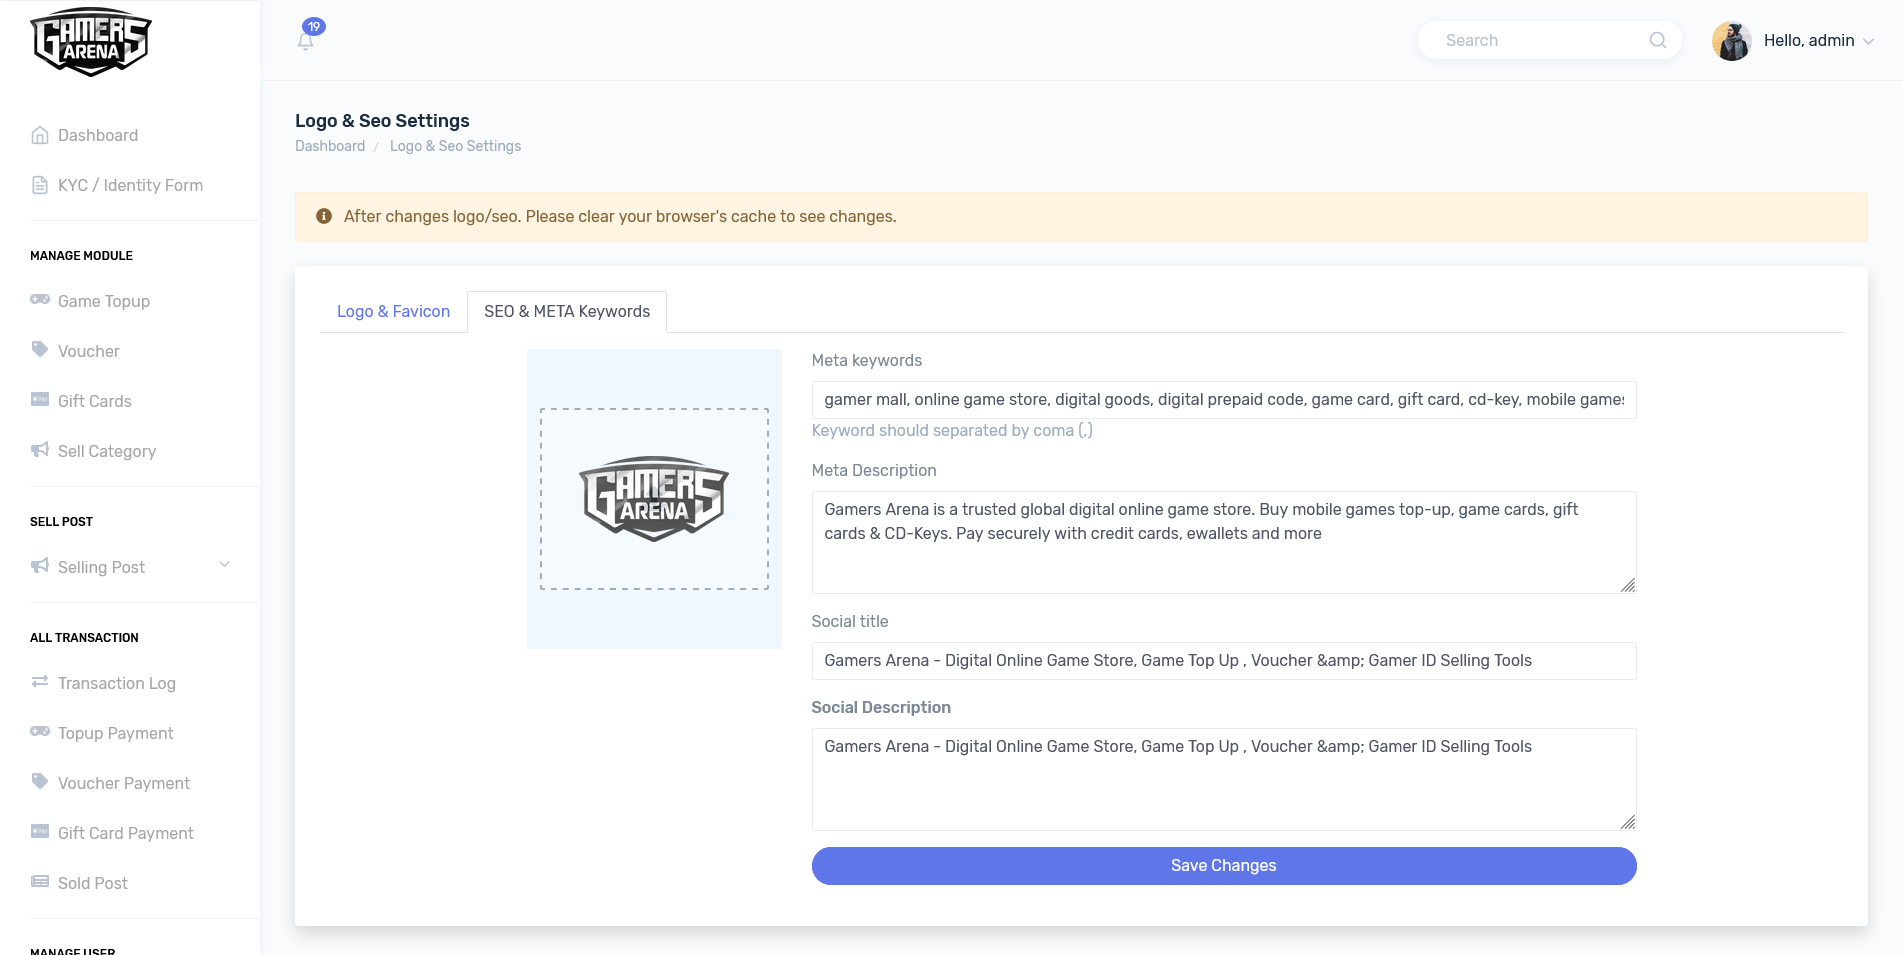 GAMERS
ARENA
19
Search
Hello, admin
Dashboard
KYC / Identity Form
MANAGE MODULE
Game Topup
Voucher
Gift Cards
Sell Category
SELL POST
Selling Post
ALL TRANSACTION
Transaction Log
Topup Payment
Voucher Payment
Gift Card Payment
Sold Post
MANAGE USER
Logo & Seo Settings
Dashboard / Logo & Seo Settings
After changes logo/seo. Please clear your browser's cache to see changes.
Logo & Favicon
SEO & META Keywords
GAMERS
ARENA
Meta keywords
gamer mall, online game store, digital goods, digital prepaid code, game card, gift card, cd-key, mobile games
Keyword should separated by coma (,)
Meta Description
Gamers Arena is a trusted global digital online game store. Buy mobile games top-up, game cards, gift
cards & CD-Keys. Pay securely with credit cards, ewallets and more
Social title
Gamers Arena - Digital Online Game Store, Game Top Up , Voucher &amp; Gamer ID Selling Tools
Social Description
Gamers Arena - Digital Online Game Store, Game Top Up , Voucher &amp; Gamer ID Selling Tools
Save Changes